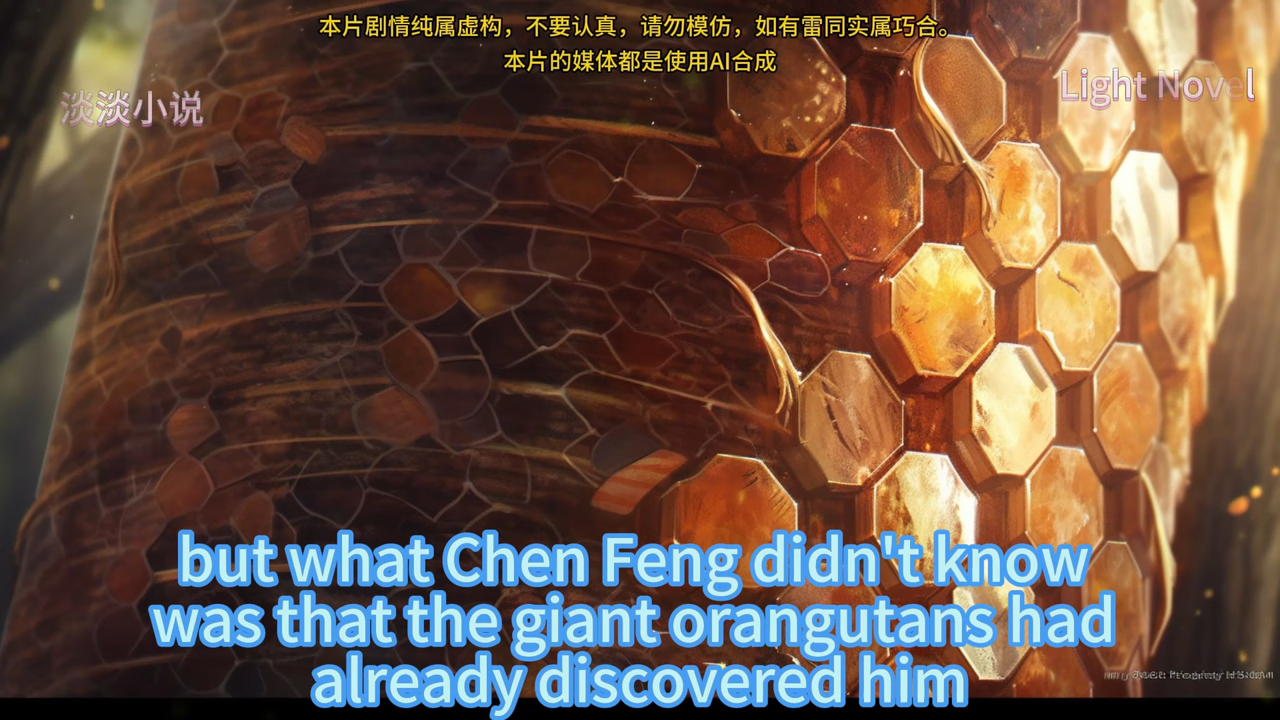 本片剧情纯属虚构，不要认真，请勿模仿，如有雷同实属巧合。
本片的媒体都是使用AI合成
淡淡小说
Light Novel
but what Chen Feng didn't know
was that the giant orangutans had
already discovered him